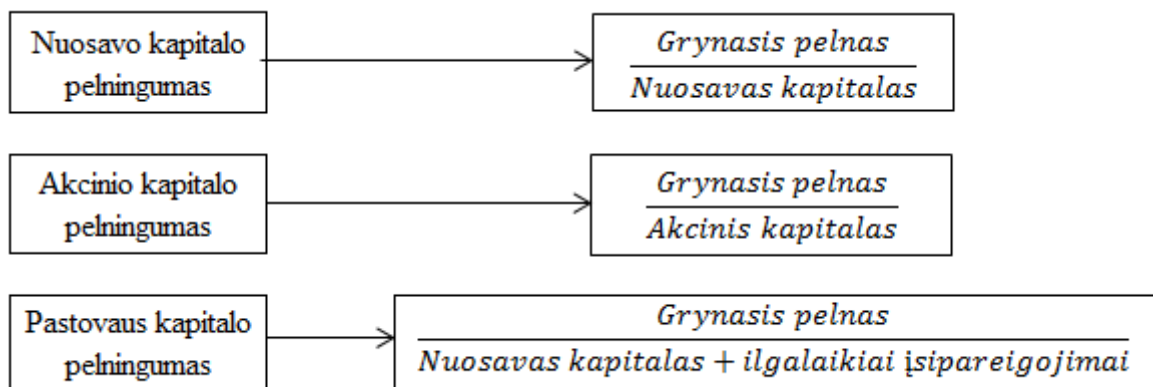 Nuosavo kapitalo
pelningumas
Grynasis pelnas
Nuosavas kapitalas
Akcinio kapitalo
pelningumas
Grynasis pelnas
Akcinis kapitalas
Pastovaus kapitalo
pelningumas
Grynasis pelnas
Nuosavas kapitalas + ilgalaikiai įsipareigojimai